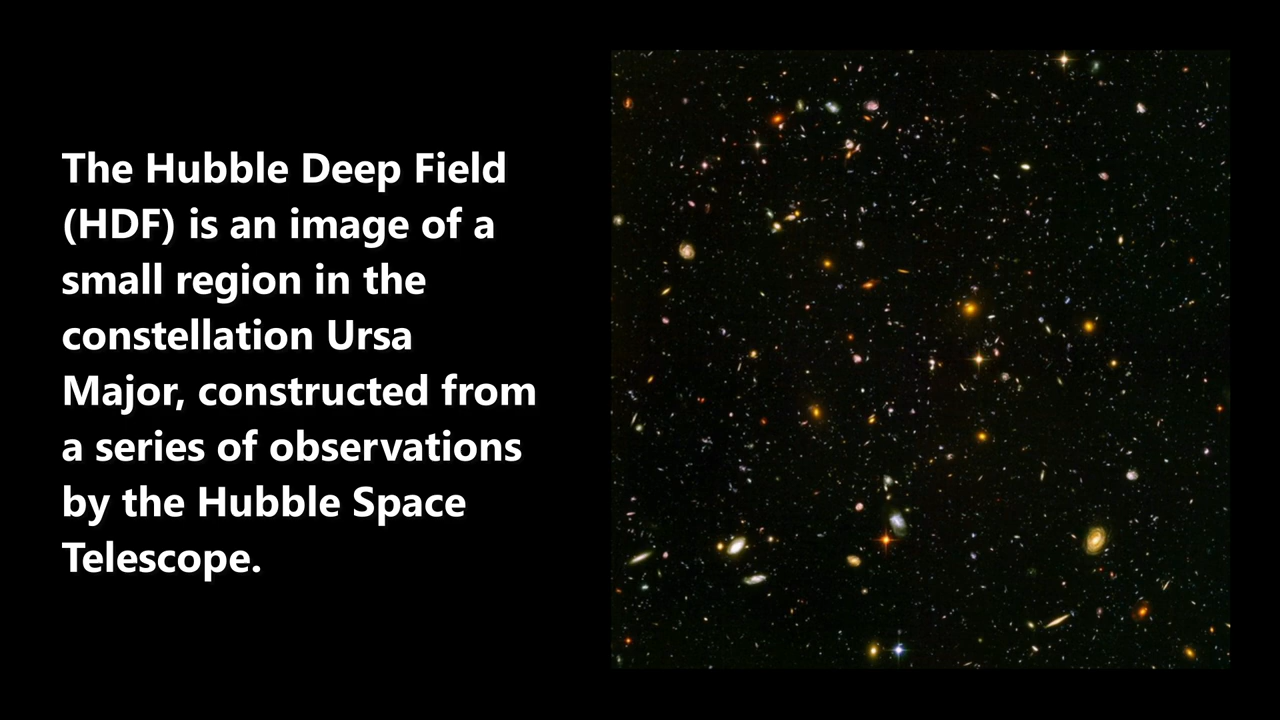 The Hubble Deep Field
(HDF) is an image of a
small region in the
constellation Ursa
Major, constructed from
a series of observations
by the Hubble Space
Telescope.